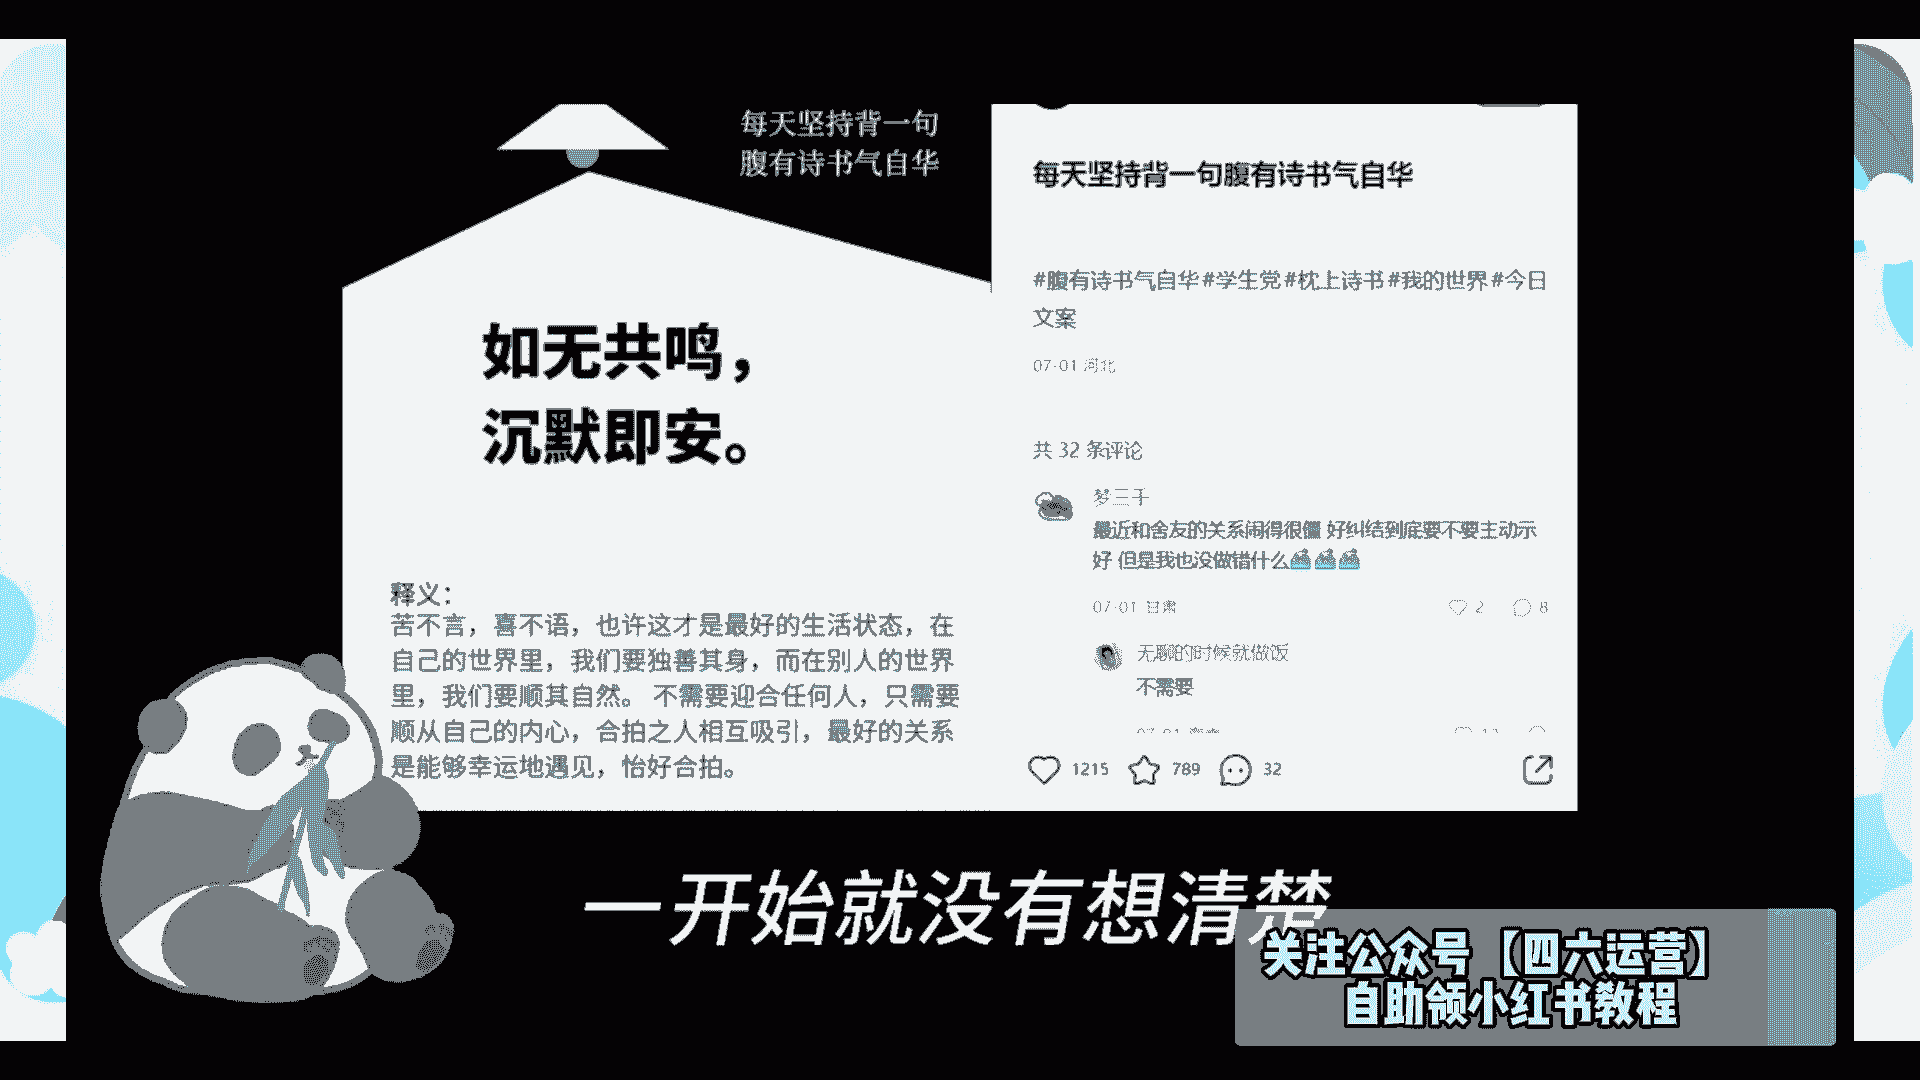 每天坚持背一句
腹有诗书气自华
如无共鸣，
沉默即安。
释义：
苦不言，喜不语，也许这才是最好的生活状态，在
自己的世界里，我们要独善其身，而在别人的世界
里，我们要顺其自然。 不需要迎合任何人，只需要
顺从自己的内心，合拍之人相互吸引，最好的关系
是能够幸运地遇见，恰好合拍。
每天坚持背一句腹有诗书气自华
#腹有诗书气自华#学生党#枕上诗书#我的世界#今日
文案
07-01 河北
共 32 条评论
梦三千
最近和舍友的关系闹得很僵 好纠结到底要不要主动示
好 但是我也没做错什么
07-01 甘肃
2
8
无聊的时候就做饭
不需要
1215
789
32
一开始就没有想清楚
关注公众号【四六运营】
自助领小红书教程